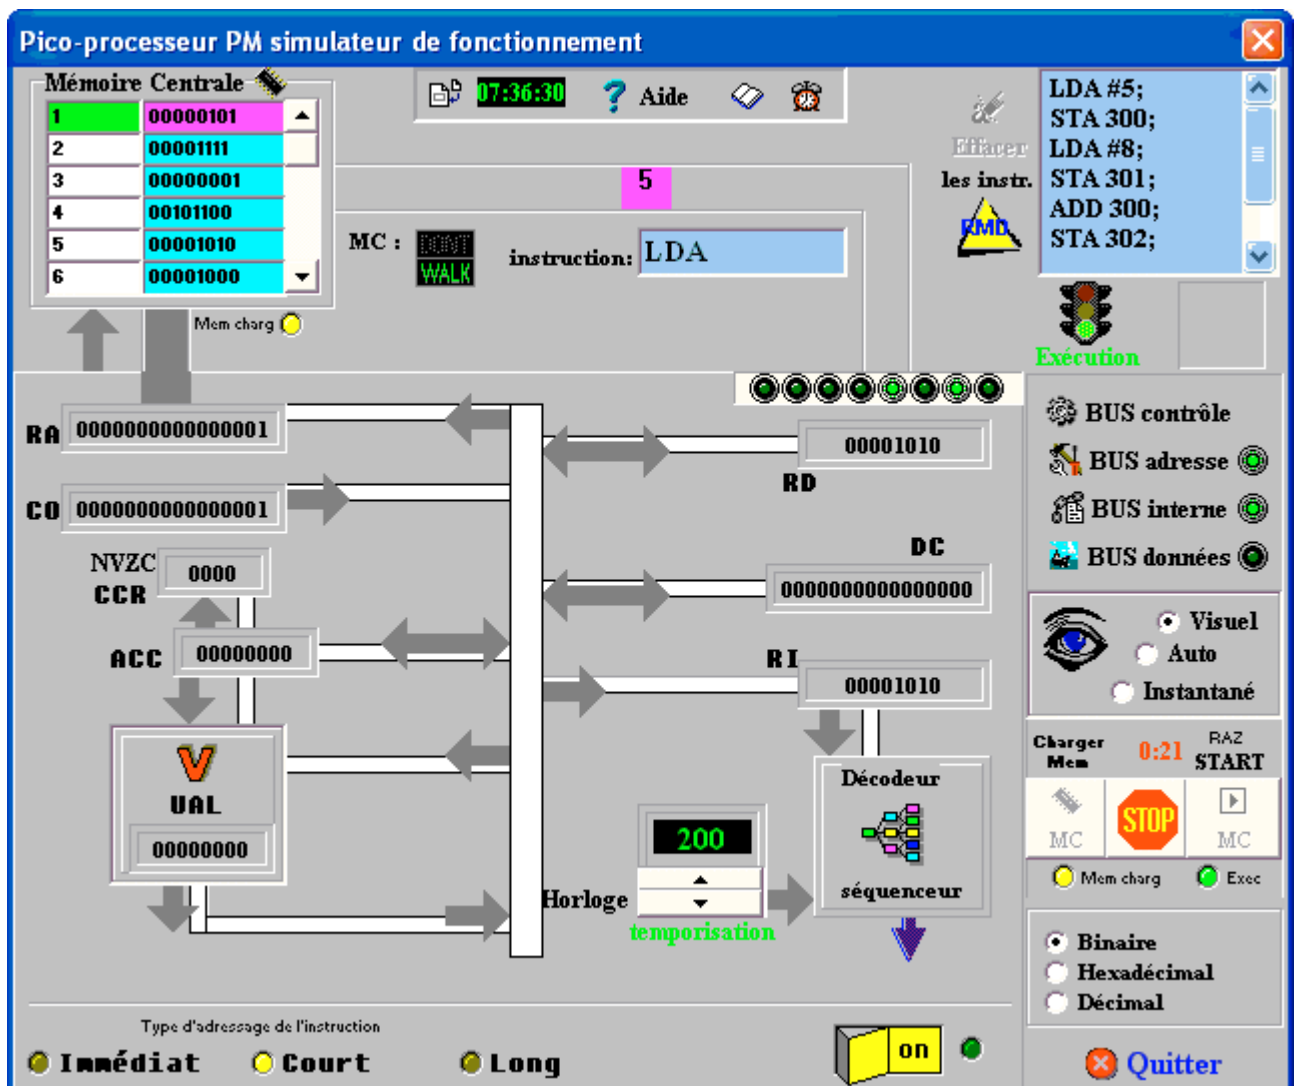 Pico-processeur PM simulateur de fonctionnement
Mémoire Centrale
1 00000101
2 00001111
3 00000001
4 00101100
5 00001010
6 00001000
Mem charg
07:36:30
? Aide
Effacer
les instr.
RMD
LDA #5;
STA 300;
LDA #8;
STA 301;
ADD 300;
STA 302;
5
MC :
DONT
WALK
instruction: LDA
Exécution
RA 0000000000000001
CO 0000000000000001
NVZC
CCR
0000
ACC 00000000
V
UAL
00000000
00001010
RD
DC
0000000000000000
RI
00001010
Décodeur
séquenceur
200
Horloge
temporisation
BUS contrôle
BUS adresse
BUS interne
BUS données
Visuel
Auto
Instantané
Charger
Mem
0:21
RAZ
START
MC
STOP
MC
Mem charg
Exec
Binaire
Hexadécimal
Décimal
Type d'adressage de l'instruction
Immédiat
Court
Long
on
Quitter